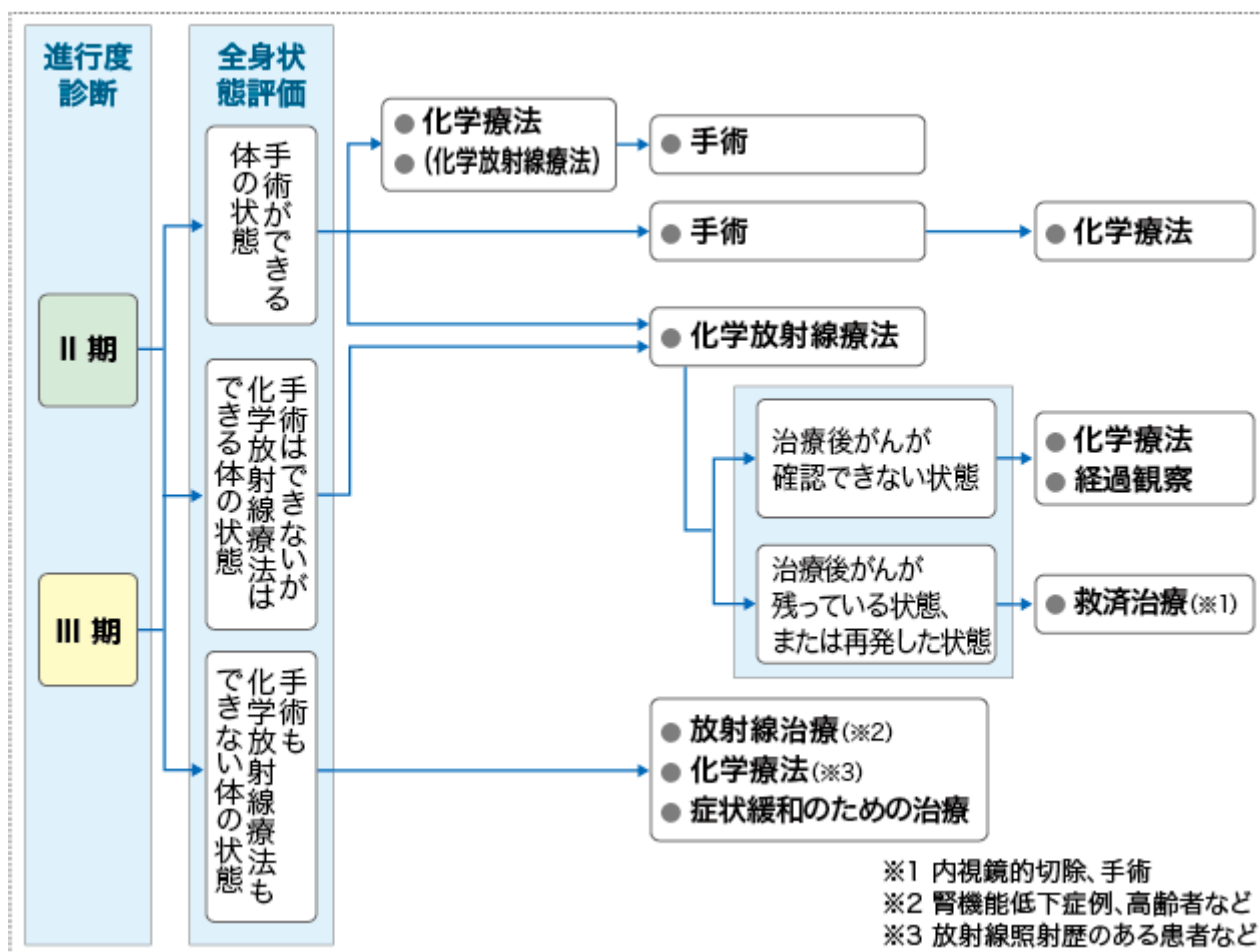 進行度
診断
全身状
態評価
II 期
III 期
手術ができる
体の状態
手術はできないが
化学放射線療法は
できる体の状態
手術も
化学放射線療法も
できない体の状態
● 化学療法
● (化学放射線療法)
● 手術
● 手術
● 化学療法
● 化学放射線療法
治療後がんが
確認できない状態
● 化学療法
● 経過観察
治療後がんが
残っている状態、
または再発した状態
● 救済治療(※1)
● 放射線治療(※2)
● 化学療法(※3)
● 症状緩和のための治療
※1 内視鏡的切除、手術
※2 腎機能低下症例、高齢者など
※3 放射線照射歴のある患者など